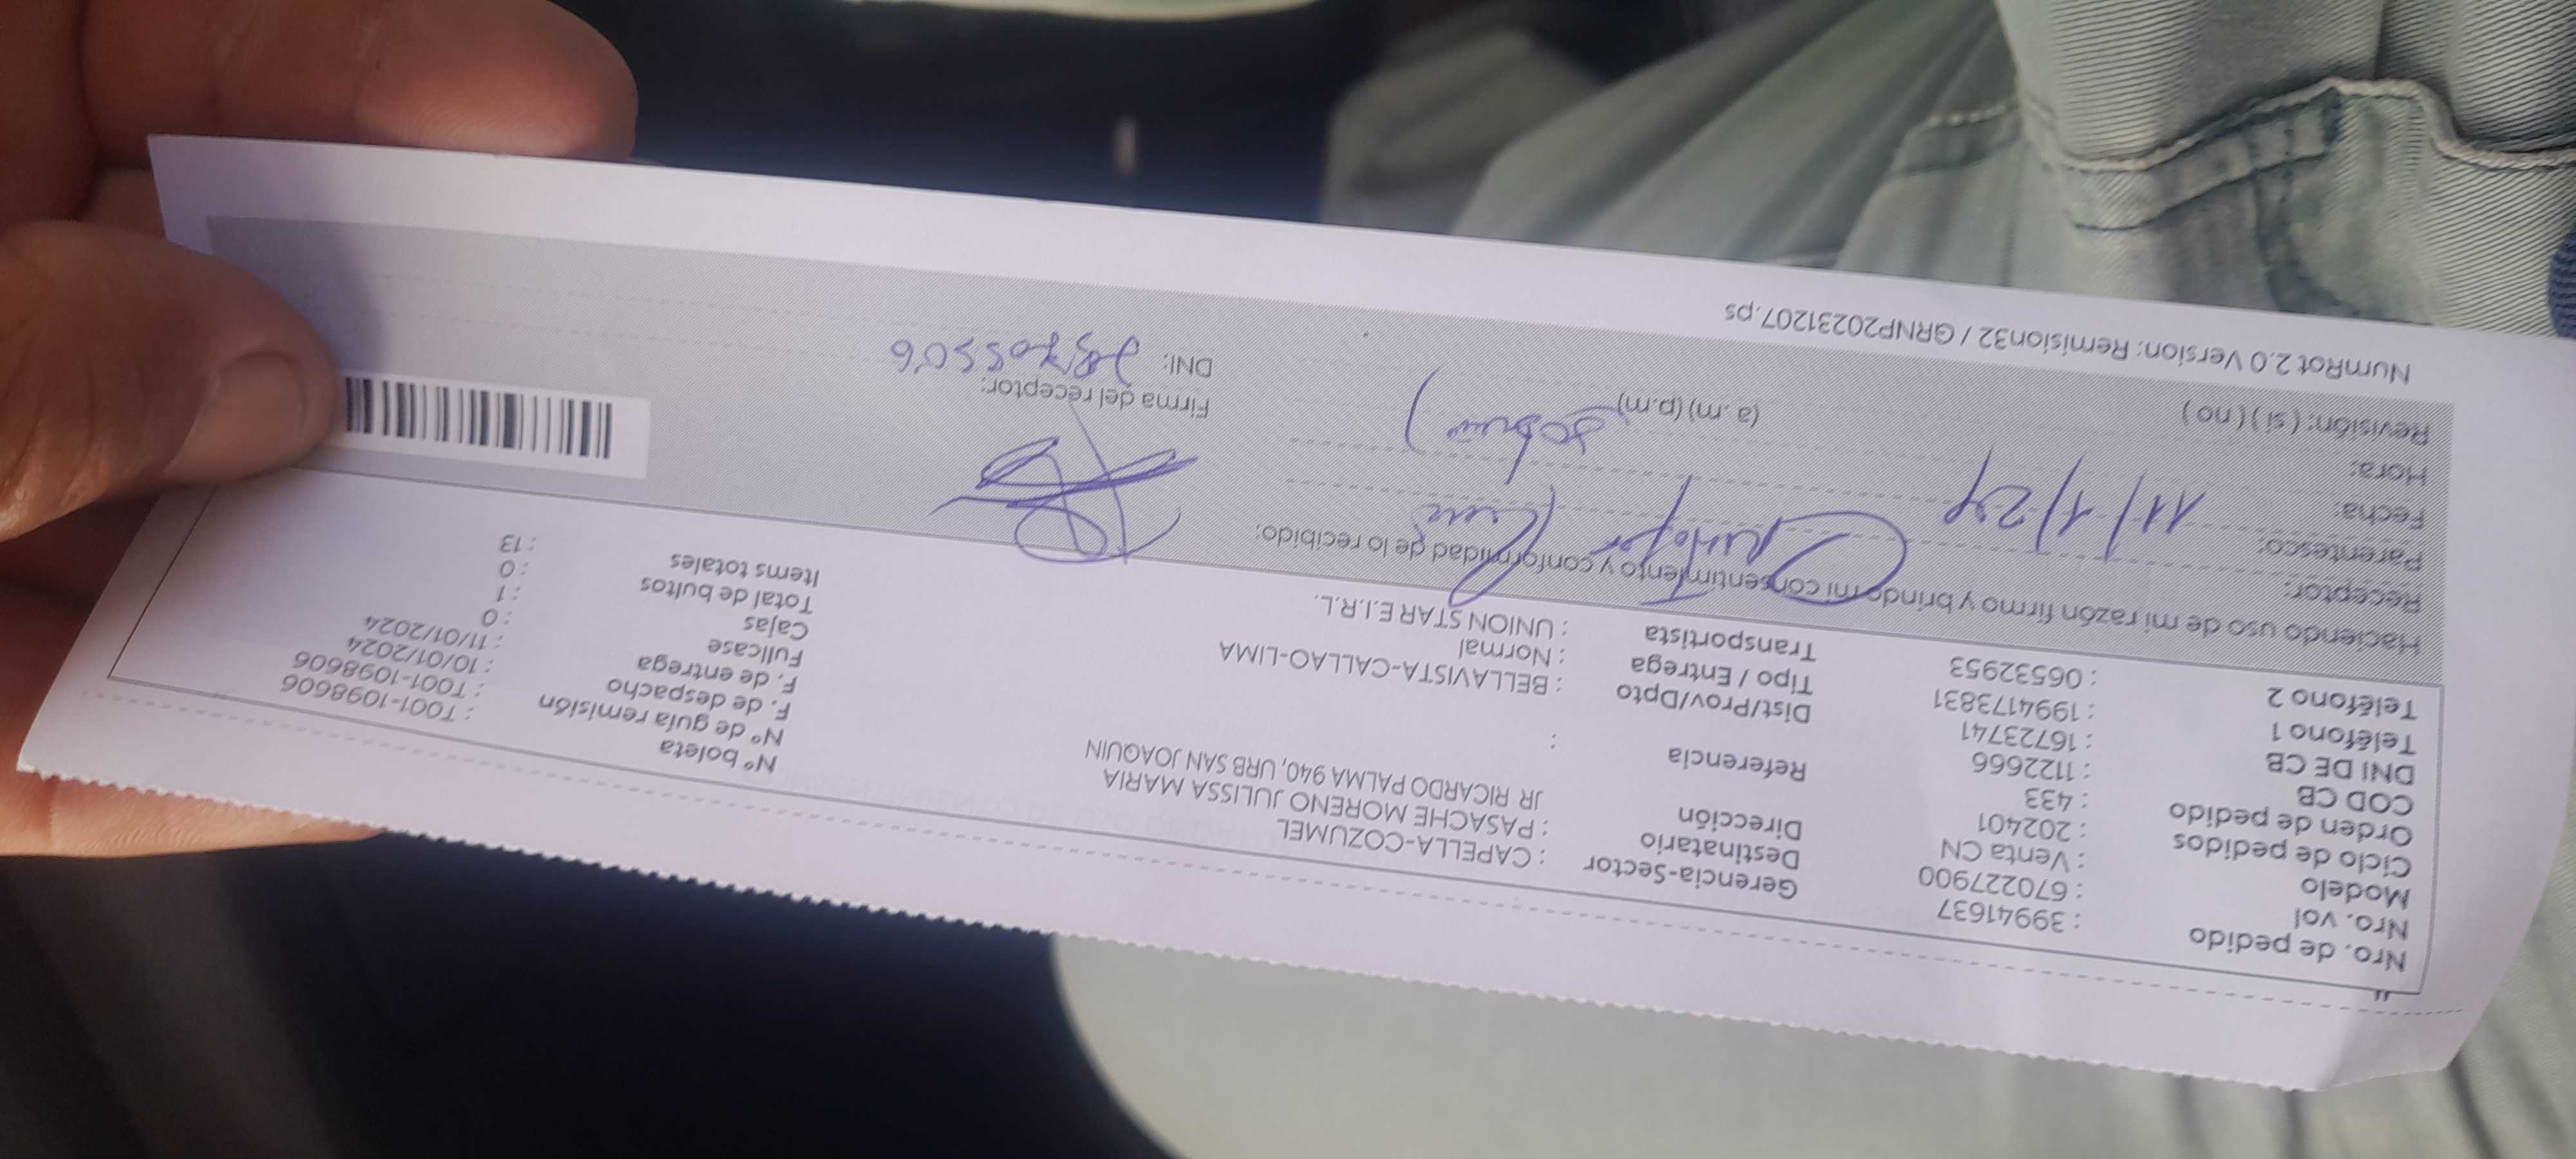 Nro. de pedido : 39941637
Nro. vol : 670227900
Modelo : Venta CN
Ciclo de pedidos : 202401
Orden de pedido : 433
COD CB : 1122666
DNI DE CB : 16723741
Teléfono 1 : 1994173831
Teléfono 2 : 06532953
Gerencia-Sector : CAPELLA-COZUMEL
Destinatario : PASACHE MORENO JULISSA MARIA
Dirección JR RICARDO PALMA 940, URB SAN JOAQUIN
Referencia :
Dist/Prov/Dpto : BELLAVISTA-CALLAO-LIMA
Tipo / Entrega : Normal
Transportista : UNION STAR E.I.R.L.
Nº boleta : T001-1098606
Nº de guía remisión : T001-1098606
F. de despacho : 10/01/2024
F. de entrega : 11/01/2024
Fullcase : 0
Cajas : 1
Total de bultos : 0
Items totales : 13
Haciendo uso de mi razón firmo y brindo mi consentimiento y conformidad de lo recibido:
Receptor:
Parentesco:
Fecha: 11/1/24
Hora: (a.m) (p.m)
Revisión: (si) (no)
Firma del receptor:
DNI:
NumRot 2.0 Version: Remision32 / GRNP20231207.ps